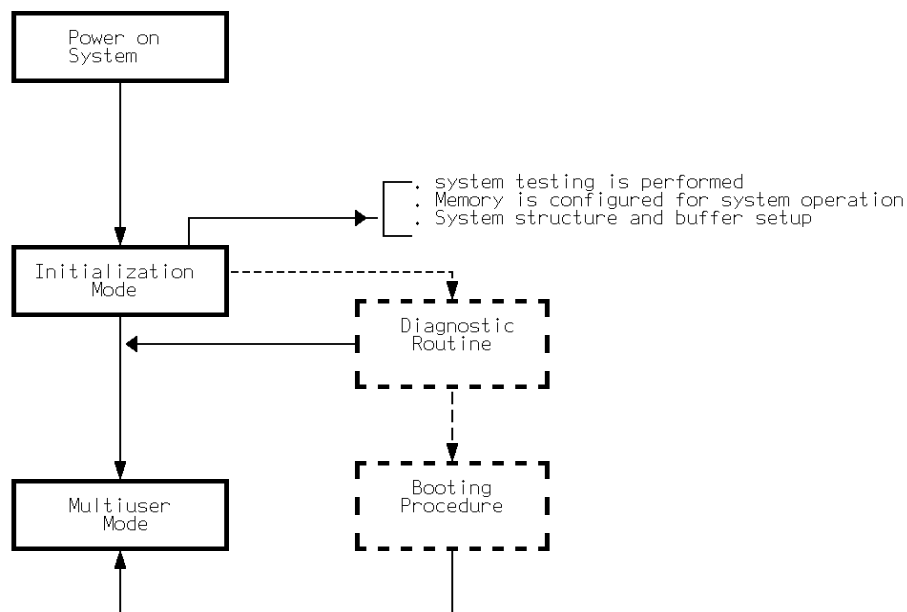 Power on
System
. system testing is performed
. Memory is configured for system operation
. System structure and buffer setup
.
Initialization
Mode
Diagnostic
Routine
Multiuser
Mode
Booting
Procedure